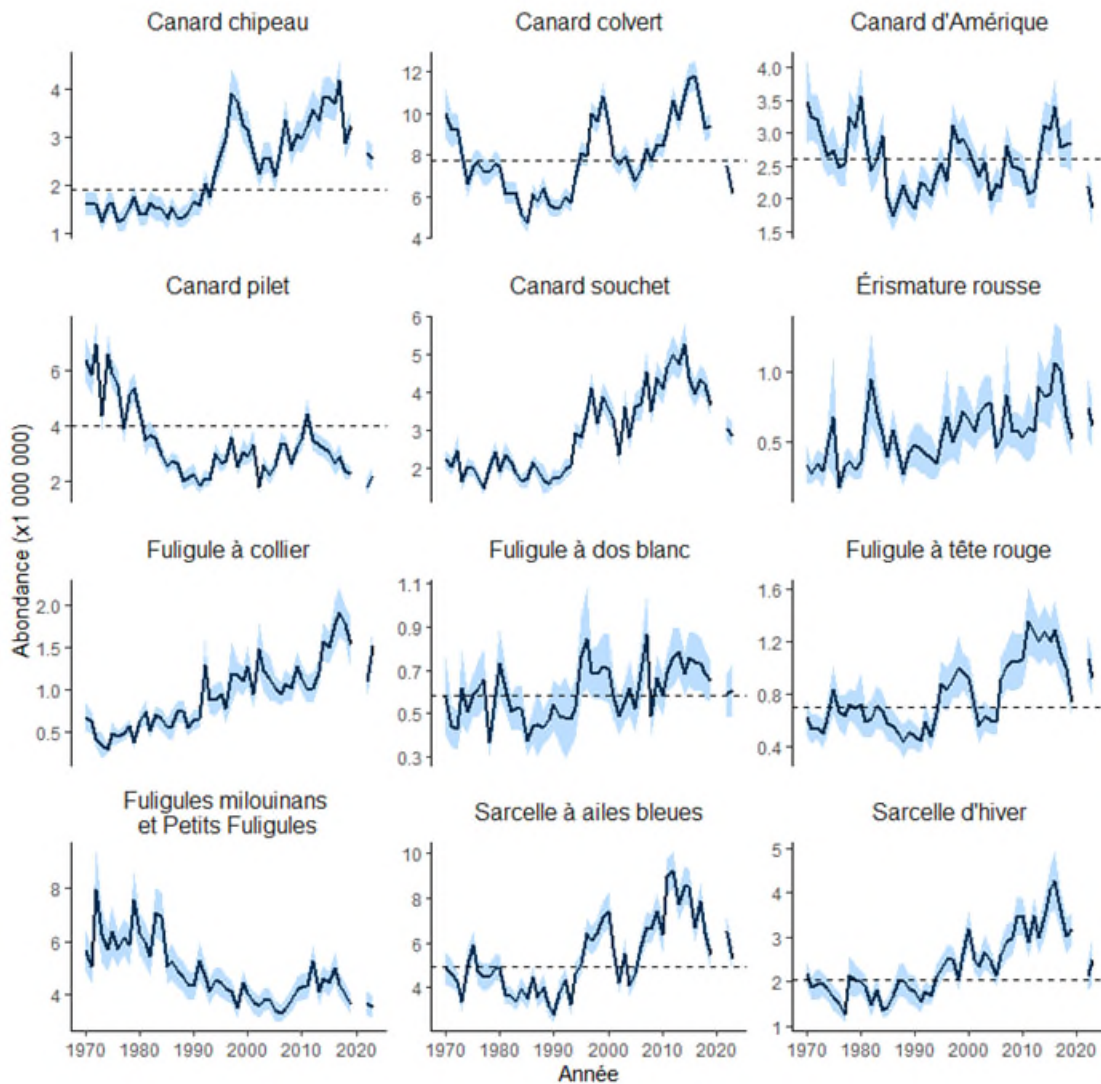 Canard chipeau
Canard colvert
Canard d'Amérique
4
3
2
1
12
10
8
6
4
4.0
3.5
3.0
2.5
2.0
1.5
Canard pilet
Canard souchet
Érismature rousse
6
4
2
6
5
4
3
2
1.0
0.5
Abondance (x1 000 000)
Fuligule à collier
Fuligule à dos blanc
Fuligule à tête rouge
2.0
1.5
1.0
0.5
1.1
0.9
0.7
0.5
0.3
1.6
1.2
0.8
0.4
Fuligules milouinans
et Petits Fuligules
Sarcelle à ailes bleues
Sarcelle d'hiver
8
6
4
10
8
6
4
5
4
3
2
1
1970 1980 1990 2000 2010 2020
1970 1980 1990 2000 2010 2020
1970 1980 1990 2000 2010 2020
Année